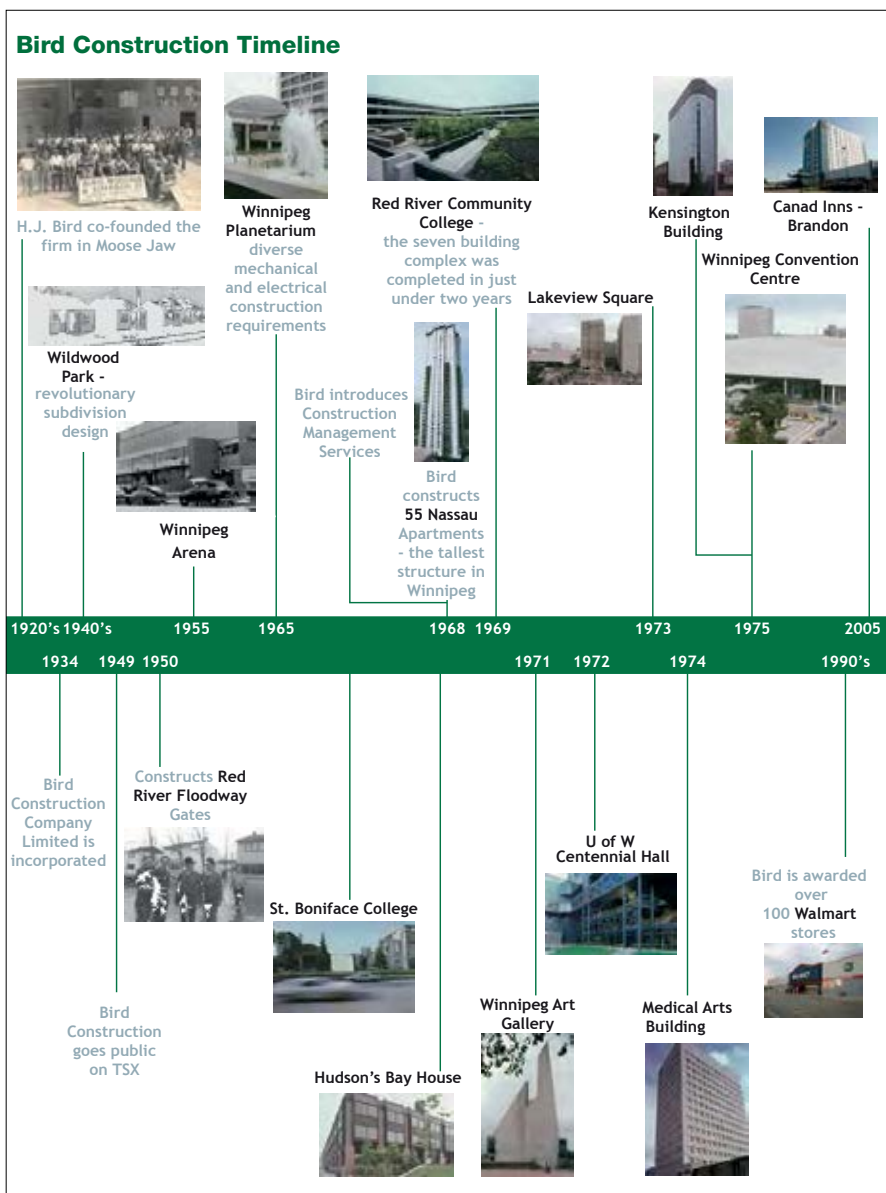 Bird Construction Timeline
H.J. Bird co-founded the
firm in Moose Jaw
Winnipeg
Planetarium
diverse
mechanical
and electrical
construction
requirements
Red River Community
College -
the seven building
complex was
completed in just
under two years
Kensington
Building
Canad Inns -
Brandon
Winnipeg Convention
Centre
Lakeview Square
Wildwood
Park -
revolutionary
subdivision
design
Bird introduces
Construction
Management
Services
Bird
constructs
55 Nassau
Apartments
- the tallest
structure in
Winnipeg
Winnipeg
Arena
1920's 1940's 1955 1965 1968 1969 1973 1975 2005
1934 1949 1950 1971 1972 1974 1990's
Bird
Construction
Company
Limited is
incorporated
Constructs Red
River Floodway
Gates
U of W
Centennial Hall
Bird is awarded
over
100 Walmart
stores
St. Boniface College
Bird
Construction
goes public
on TSX
Winnipeg Art
Gallery
Medical Arts
Building
Hudson's Bay House